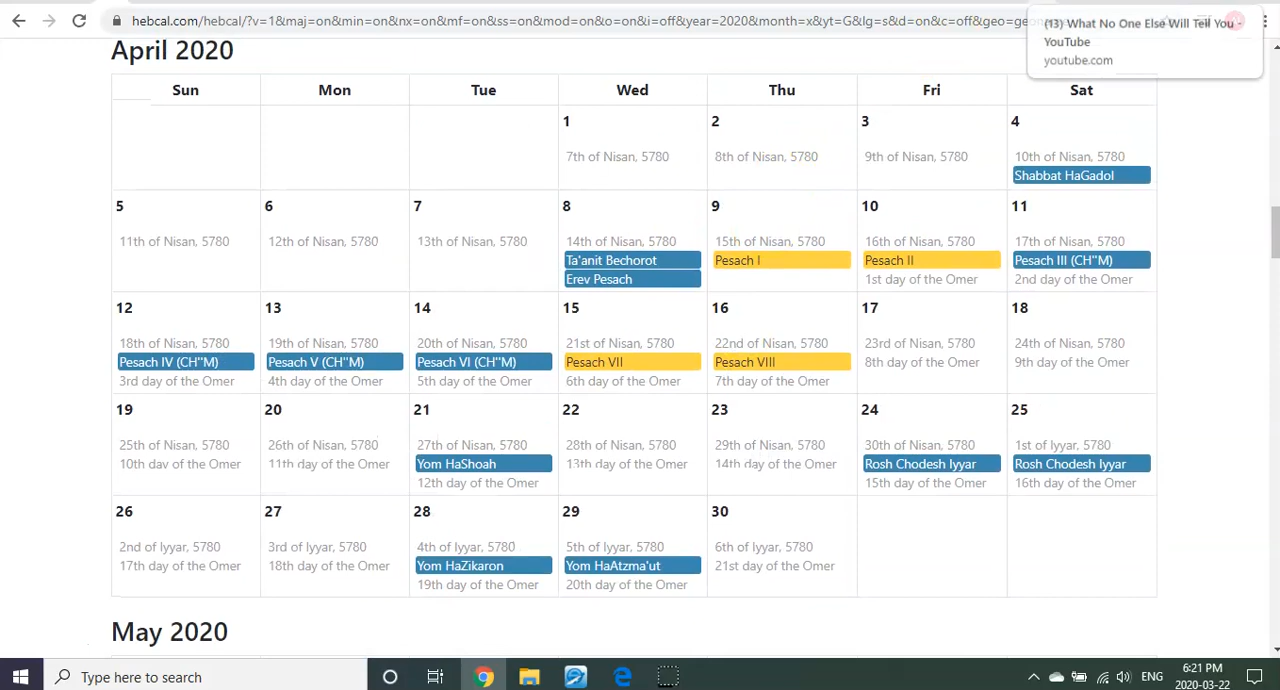 hebcal.com/hebcal/?v=1&maj=on&min=on&nx=on&mf=on&ss=on&mod=on&o=on&i=off&year=2020&month=x&yt=G&lg=s&d=on&c=off&geo=geon
(13) What No One Else Will Tell You -
YouTube
youtube.com
April 2020
Sun Mon Tue Wed Thu Fri Sat
1 2 3 4
7th of Nisan, 5780 8th of Nisan, 5780 9th of Nisan, 5780 10th of Nisan, 5780
Shabbat HaGadol
5 6 7 8 9 10 11
11th of Nisan, 5780 12th of Nisan, 5780 13th of Nisan, 5780 14th of Nisan, 5780 15th of Nisan, 5780 16th of Nisan, 5780 17th of Nisan, 5780
Ta'anit Bechorot Pesach I Pesach II Pesach III (CH"M)
Erev Pesach 1st day of the Omer 2nd day of the Omer
12 13 14 15 16 17 18
18th of Nisan, 5780 19th of Nisan, 5780 20th of Nisan, 5780 21st of Nisan, 5780 22nd of Nisan, 5780 23rd of Nisan, 5780 24th of Nisan, 5780
Pesach IV (CH"M) Pesach V (CH"M) Pesach VI (CH"M) Pesach VII Pesach VIII 8th day of the Omer 9th day of the Omer
3rd day of the Omer 4th day of the Omer 5th day of the Omer 6th day of the Omer 7th day of the Omer
19 20 21 22 23 24 25
25th of Nisan, 5780 26th of Nisan, 5780 27th of Nisan, 5780 28th of Nisan, 5780 29th of Nisan, 5780 30th of Nisan, 5780 1st of Iyyar, 5780
10th day of the Omer 11th day of the Omer Yom HaShoah 13th day of the Omer 14th day of the Omer Rosh Chodesh Iyyar Rosh Chodesh Iyyar
12th day of the Omer 15th day of the Omer 16th day of the Omer
26 27 28 29 30
2nd of Iyyar, 5780 3rd of Iyyar, 5780 4th of Iyyar, 5780 5th of Iyyar, 5780 6th of Iyyar, 5780
17th day of the Omer 18th day of the Omer Yom HaZikaron Yom HaAtzma'ut 21st day of the Omer
19th day of the Omer 20th day of the Omer
May 2020
Type here to search
ENG
6:21 PM
2020-03-22